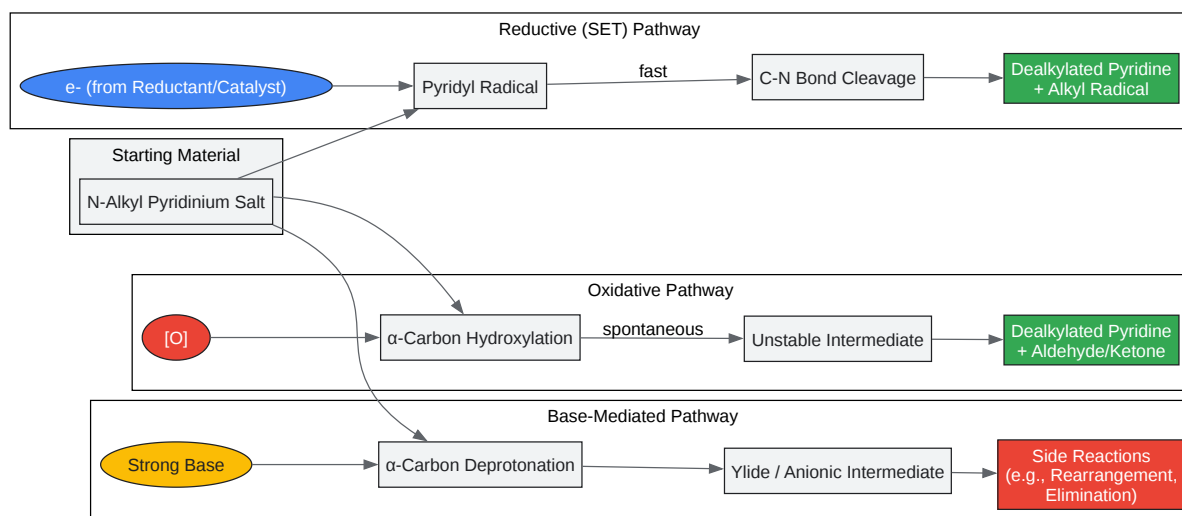 Reductive (SET) Pathway
e- (from Reductant/Catalyst)
Pyridyl Radical
fast
C-N Bond Cleavage
Dealkylated Pyridine
+ Alkyl Radical
Starting Material
N-Alkyl Pyridinium Salt
Oxidative Pathway
[O]
α-Carbon Hydroxylation
spontaneous
Unstable Intermediate
Dealkylated Pyridine
+ Aldehyde/Ketone
Base-Mediated Pathway
Strong Base
α-Carbon Deprotonation
Ylide / Anionic Intermediate
Side Reactions
(e.g., Rearrangement,
Elimination)